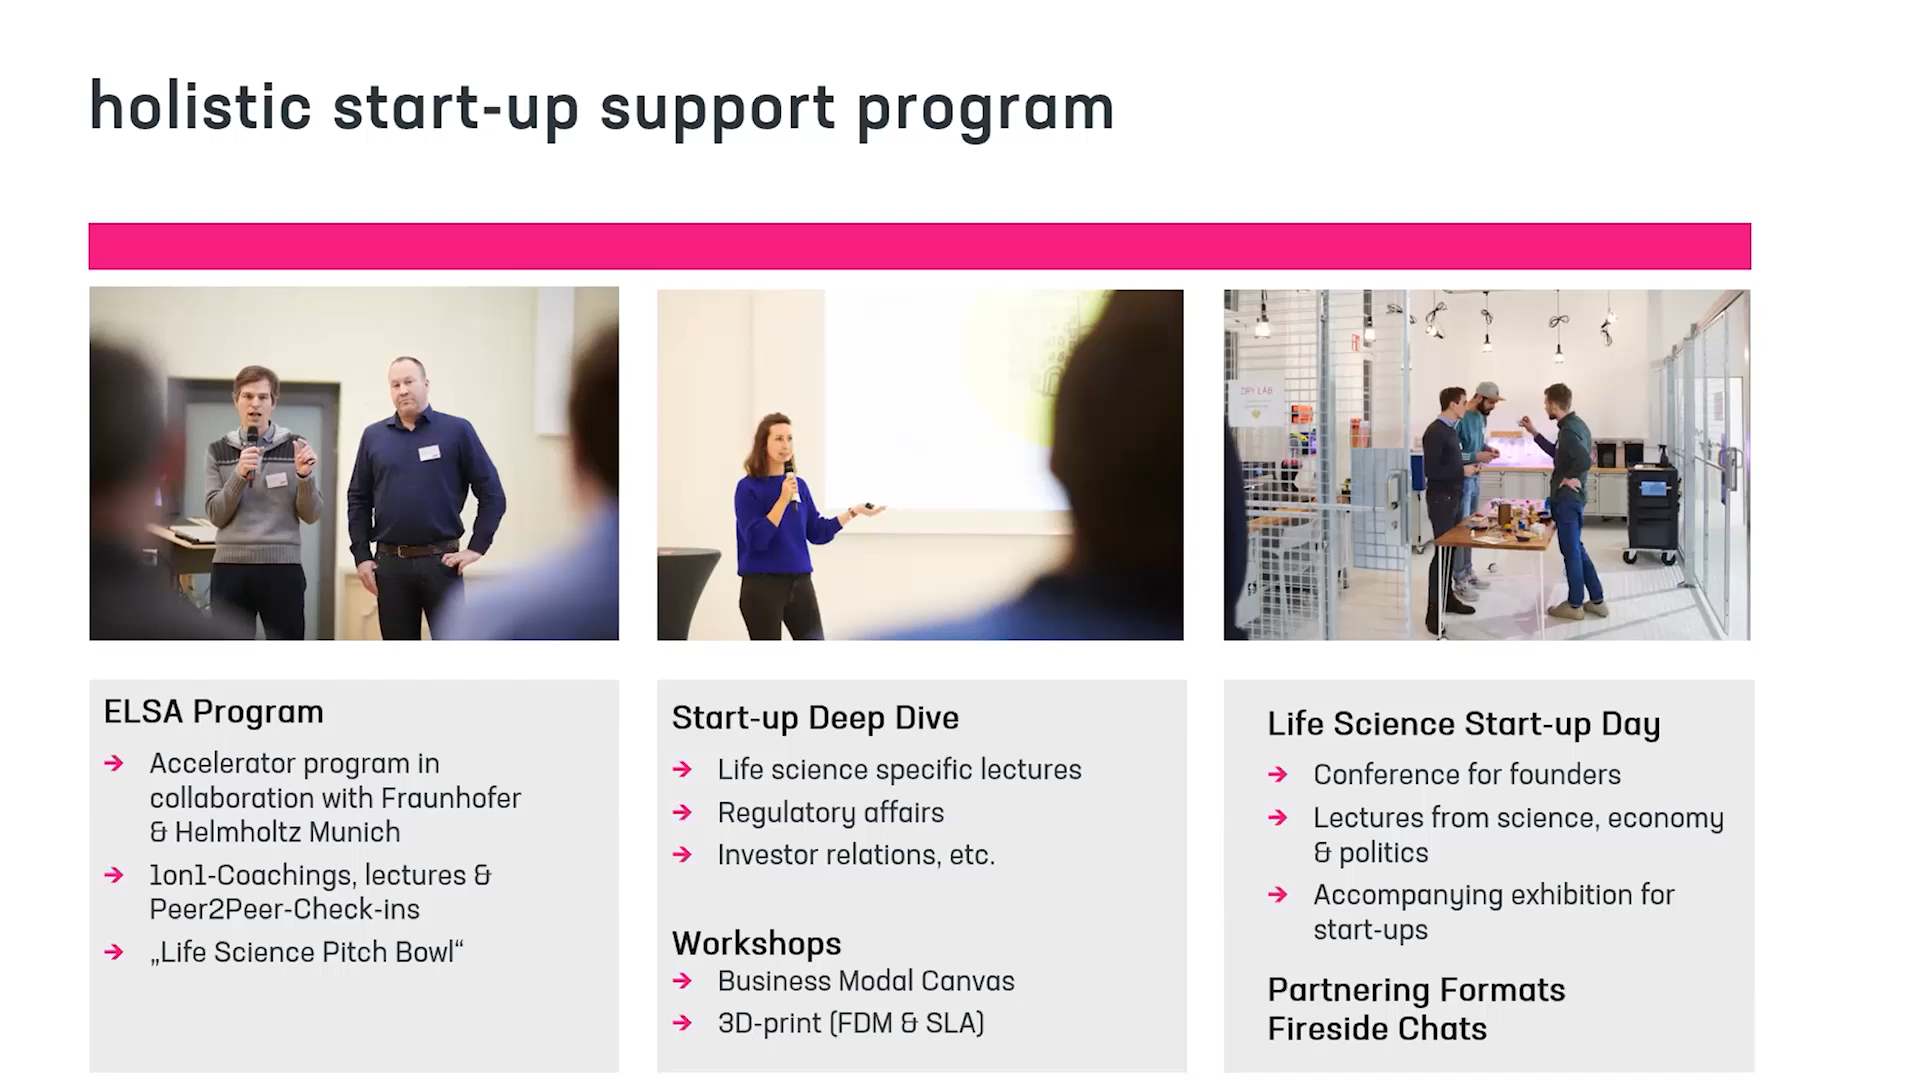 holistic start-up support program
DRY LAB
ELSA Program
→ Accelerator program in
collaboration with Fraunhofer
& Helmholtz Munich
→ 1on1-Coachings, lectures &
Peer2Peer-Check-ins
→ „Life Science Pitch Bowl“
Start-up Deep Dive
→ Life science specific lectures
→ Regulatory affairs
→ Investor relations, etc.
Workshops
→ Business Modal Canvas
→ 3D-print (FDM & SLA)
Life Science Start-up Day
→ Conference for founders
→ Lectures from science, economy
& politics
→ Accompanying exhibition for
start-ups
Partnering Formats
Fireside Chats